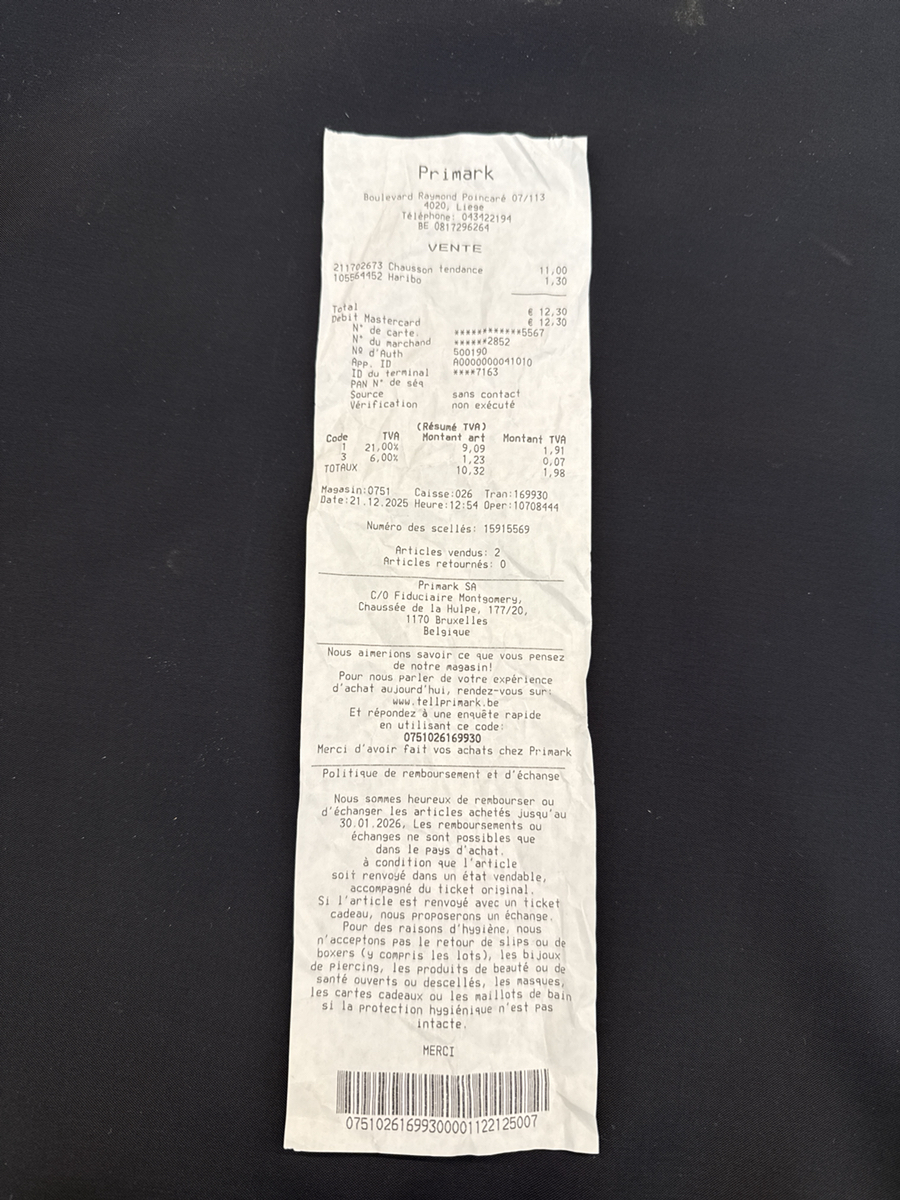 Primark
Boulevard Raymond Poincaré 07/113
4020, Liege
Téléphone: 043422194
BE 0817296264
VENTE
211702673 Chausson tendance 11,00
105564452 Haribo 1,30
Total € 12,30
Débit Mastercard € 12,30
N° de carte. ************5567
N° du marchand ******2852
Nº d'Auth 500190
App. ID A0000000041010
ID du terminal ****7163
PAN N° de séq
Source sans contact
Vérification non exécuté
(Résumé TVA)
Code TVA Montant art Montant TVA
1 21,00% 9,09 1,91
3 6,00% 1,23 0,07
TOTAUX 10,32 1,98
Magasin:0751 Caisse:026 Tran:169930
Date:21.12.2025 Heure:12:54 Oper:10708444
Numéro des scellés: 15915569
Articles vendus: 2
Articles retournés: 0
Primark SA
C/O Fiduciaire Montgomery,
Chaussée de la Hulpe, 177/20,
1170 Bruxelles
Belgique
Nous aimerions savoir ce que vous pensez
de notre magasin!
Pour nous parler de votre expérience
d'achat aujourd'hui, rendez-vous sur:
www.tellprimark.be
Et répondez à une enquête rapide
en utilisant ce code:
0751026169930
Merci d'avoir fait vos achats chez Primark
Politique de remboursement et d'échange
Nous sommes heureux de rembourser ou
d'échanger les articles achetés jusqu'au
30.01.2026. Les remboursements ou
échanges ne sont possibles que
dans le pays d'achat.
à condition que l'article
soit renvoyé dans un état vendable,
accompagné du ticket original.
Si l'article est renvoyé avec un ticket
cadeau, nous proposerons un échange.
Pour des raisons d'hygiène, nous
n'acceptons pas le retour de slips ou de
boxers (y compris les lots), les bijoux
de piercing, les produits de beauté ou de
santé ouverts ou descellés, les masques,
les cartes cadeaux ou les maillots de bain
si la protection hygiénique n'est pas
intacte.
MERCI
07510261699300001122125007